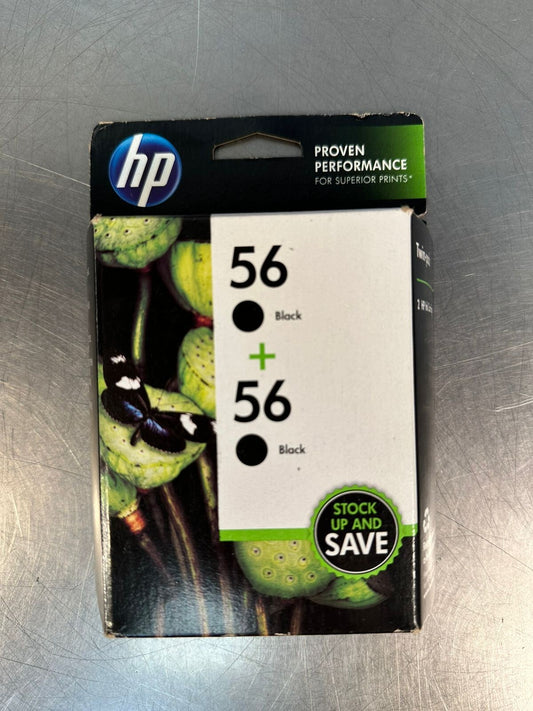 hp
PROVEN
PERFORMANCE
FOR SUPERIOR PRINTS*
56
Black
+
56
Black
STOCK
UP AND
SAVE